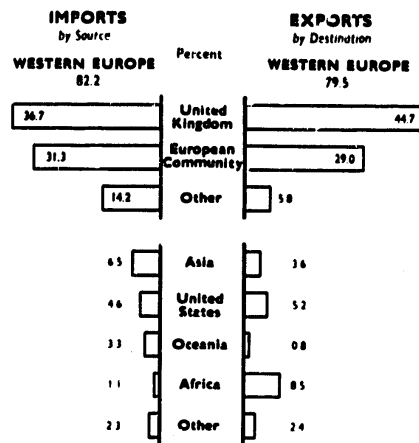 IMPORTS
by Source
WESTERN EUROPE
82.2
Percent
EXPORTS
by Destination
WESTERN EUROPE
79.5
36.7 United Kingdom 44.7
31.3 European Community 29.0
14.2 Other 5.8
6.5 Asia 3.6
4.6 United States 5.2
3.3 Oceania 0.8
1.1 Africa 8.5
2.3 Other 2.4